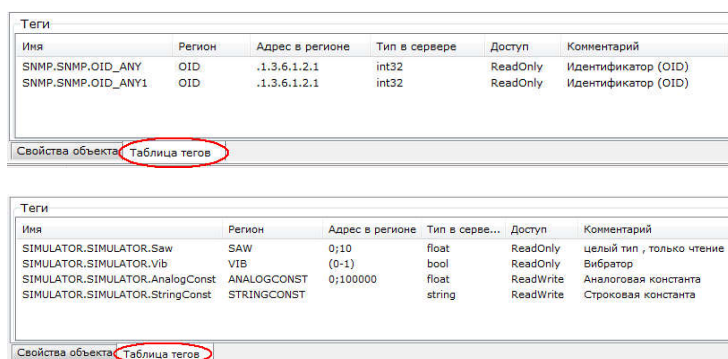 Теги
Имя Регион Адрес в регионе Тип в сервере Доступ Комментарий
SNMP.SNMP.OID_ANY OID .1.3.6.1.2.1 int32 ReadOnly Идентификатор (OID)
SNMP.SNMP.OID_ANY1 OID .1.3.6.1.2.1 int32 ReadOnly Идентификатор (OID)
Свойства объекта Таблица тегов
Теги
Имя Регион Адрес в регионе Тип в серве... Доступ Комментарий
SIMULATOR.SIMULATOR.Saw SAW 0;10 float ReadOnly целый тип , только чтение
SIMULATOR.SIMULATOR.Vib VIB (0-1) bool ReadOnly Вибратор
SIMULATOR.SIMULATOR.AnalogConst ANALOGCONST 0;100000 float ReadWrite Аналоговая константа
SIMULATOR.SIMULATOR.StringConst STRINGCONST string ReadWrite Строковая константа
Свойства объекта Таблица тегов